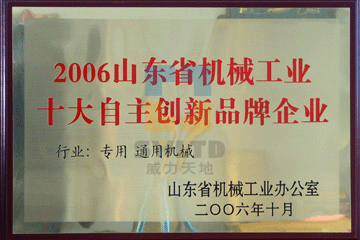 2006山东省机械工业
十大自主创新品牌企业
行业：专用 通用机械
威力天地
山东省机械工业办公室
二〇〇六年十月